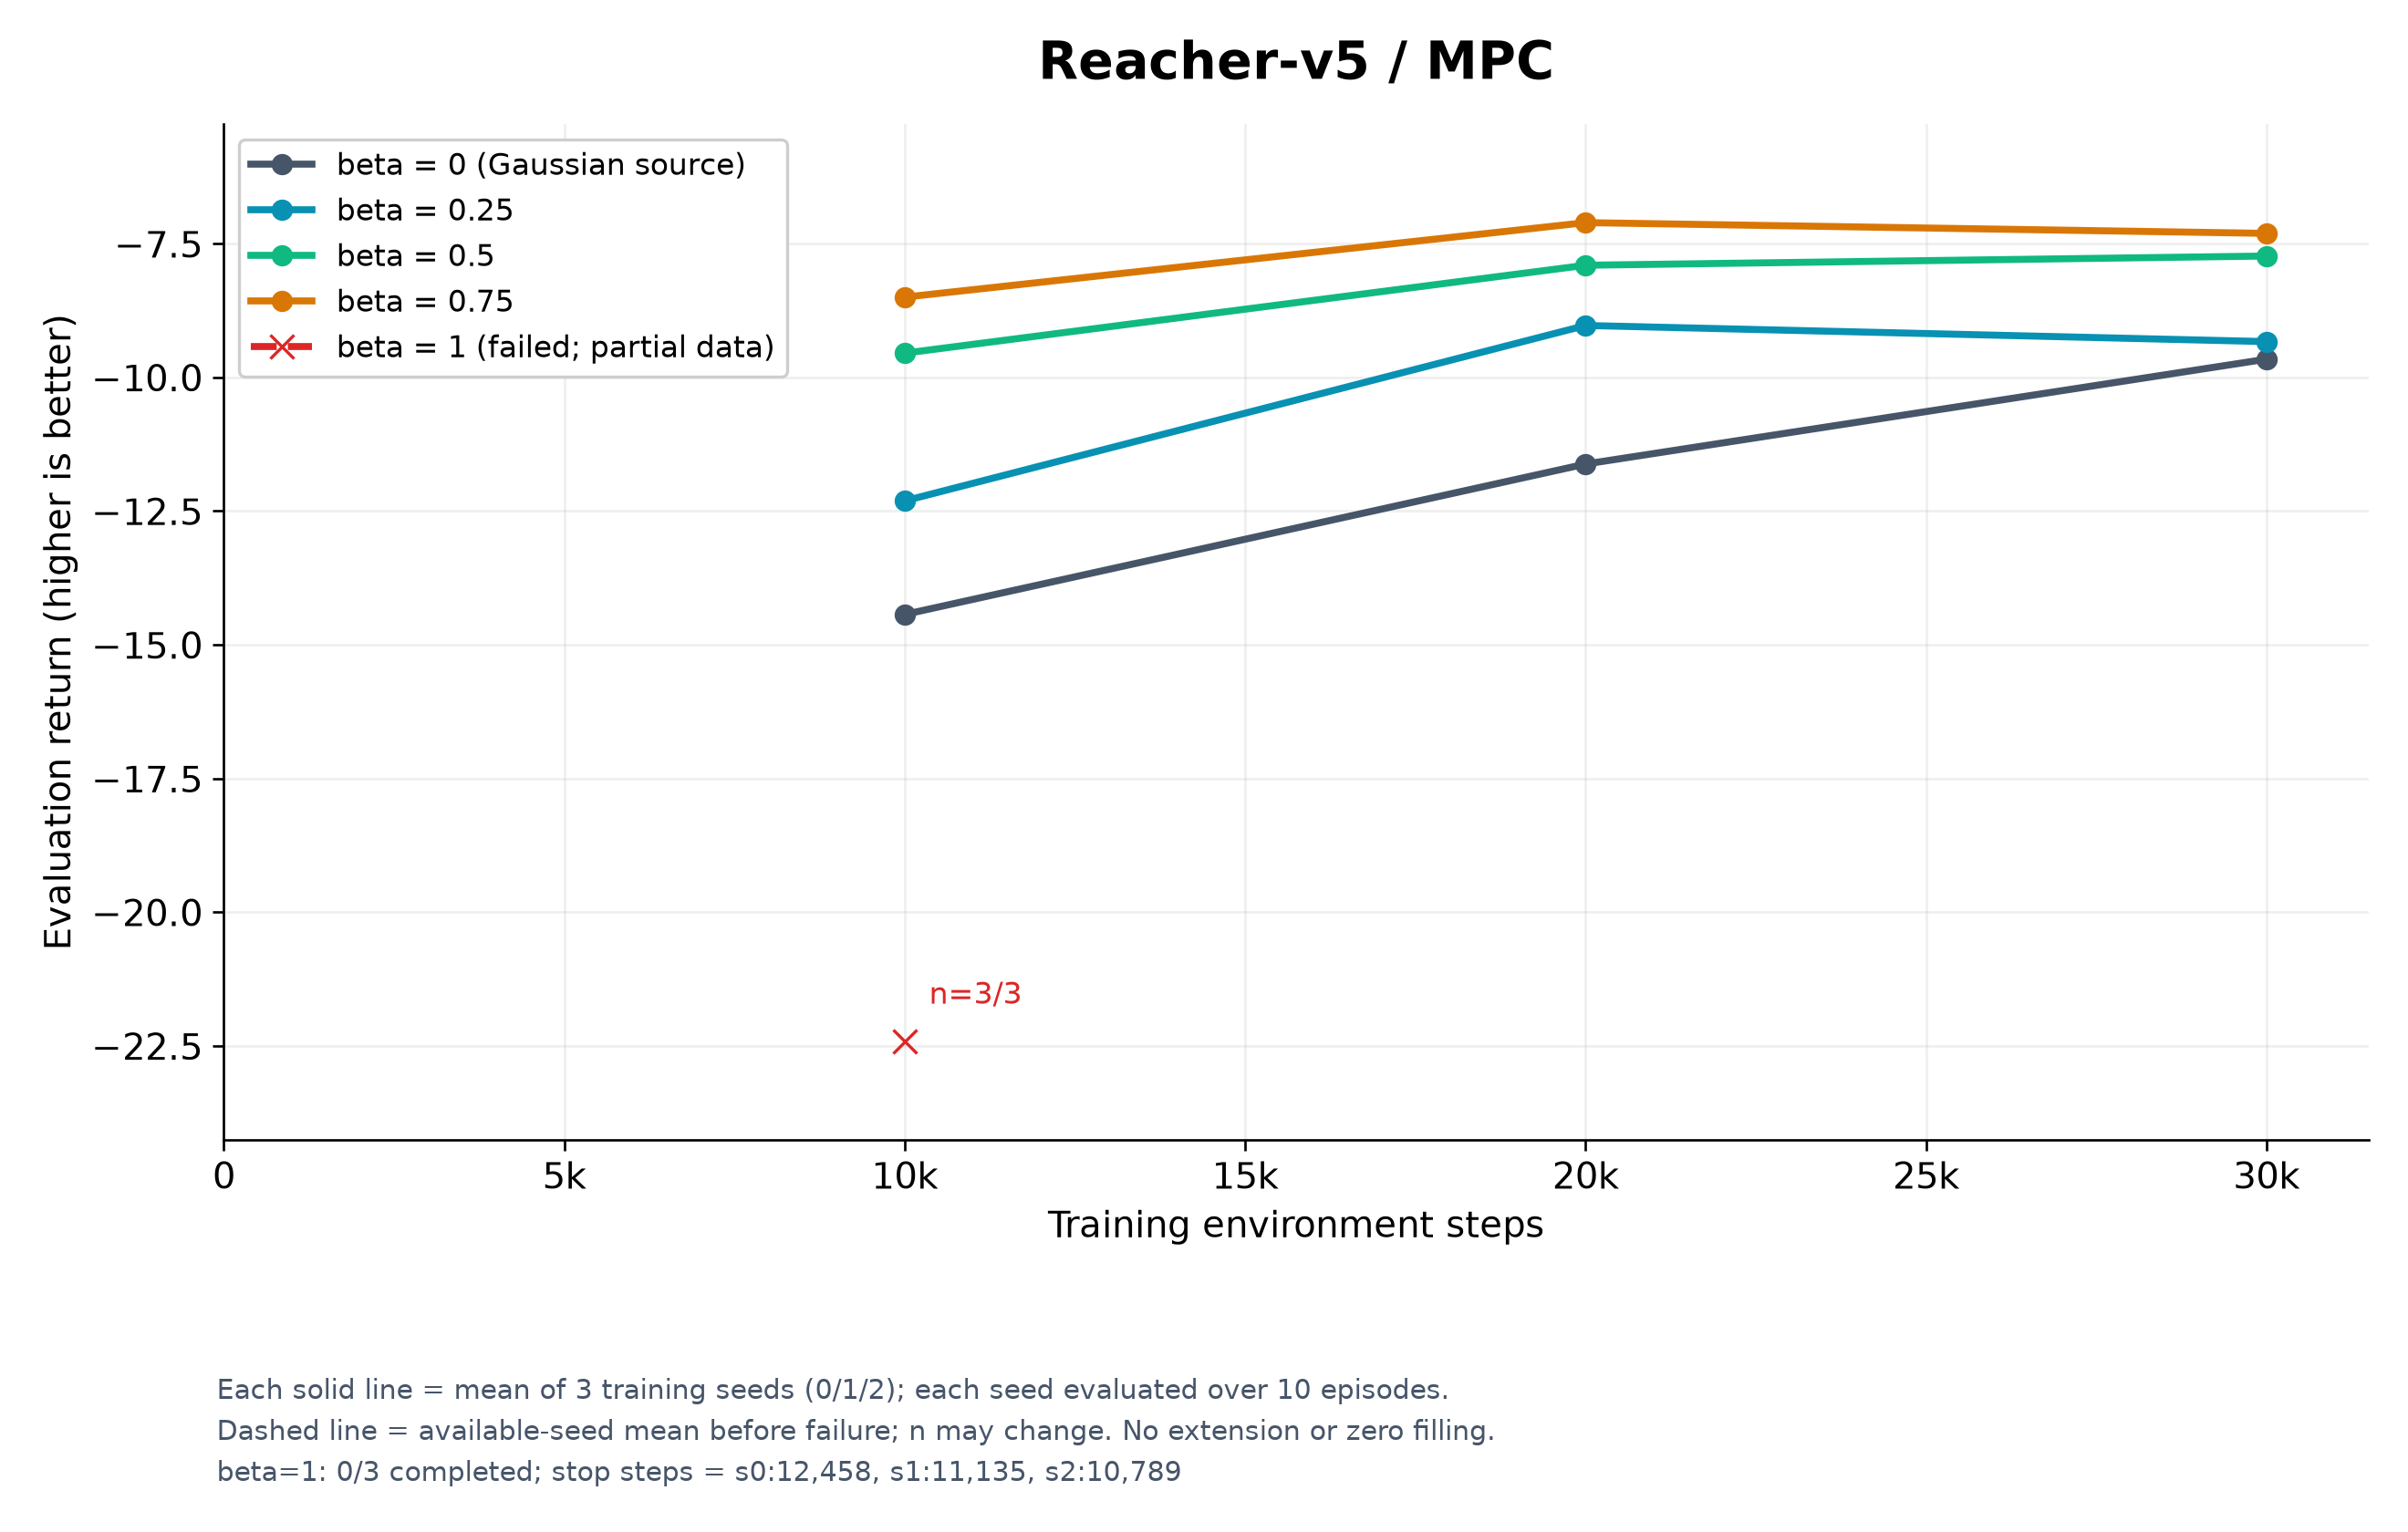 Reacher-v5 / MPC
beta = 0 (Gaussian source)
beta = 0.25
beta = 0.5
beta = 0.75
beta = 1 (failed; partial data)
Evaluation return (higher is better)
−7.5
−10.0
−12.5
−15.0
−17.5
−20.0
−22.5
n=3/3
0
5k
10k
15k
20k
25k
30k
Training environment steps
Each solid line = mean of 3 training seeds (0/1/2); each seed evaluated over 10 episodes.
Dashed line = available-seed mean before failure; n may change. No extension or zero filling.
beta=1: 0/3 completed; stop steps = s0:12,458, s1:11,135, s2:10,789